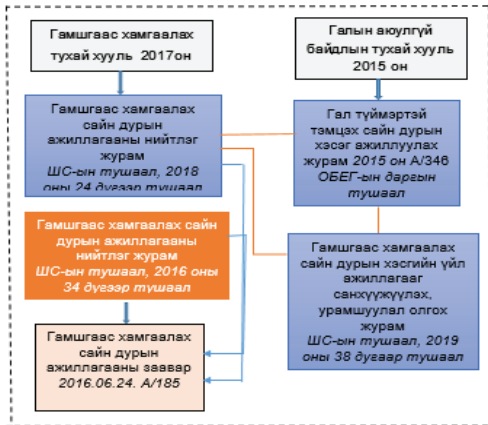 Гамшгаас хамгаалах
тухай хууль 2017он
Галын аюулгүй
байдлын тухай хууль
2015 он
Гамшгаас хамгаалах
сайн дурын
ажиллагааны нийтлэг
журам
ШС-ын тушаал, 2018
оны 24 дүгээр тушаал
Гал түймэртэй
тэмцэх сайн дурын
хэсэг ажиллуулах
журам 2015 он А/346
ОБЕГ-ын даргын
тушаал
Гамшгаас хамгаалах сайн
дурын ажиллагааны
нийтлэг журам
ШС-ын тушаал, 2016 оны
34 дүгээр тушаал
Гамшгаас хамгаалах
сайн дурын хэсгийн үйл
ажиллагааг
санхүүжүүлэх,
урамшуулал олгох
журам
ШС-ын тушаал, 2019
оны 38 дугаар тушаал
Гамшгаас хамгаалах
сайн дурын
ажиллагааны заавар
2016.06.24. А/185